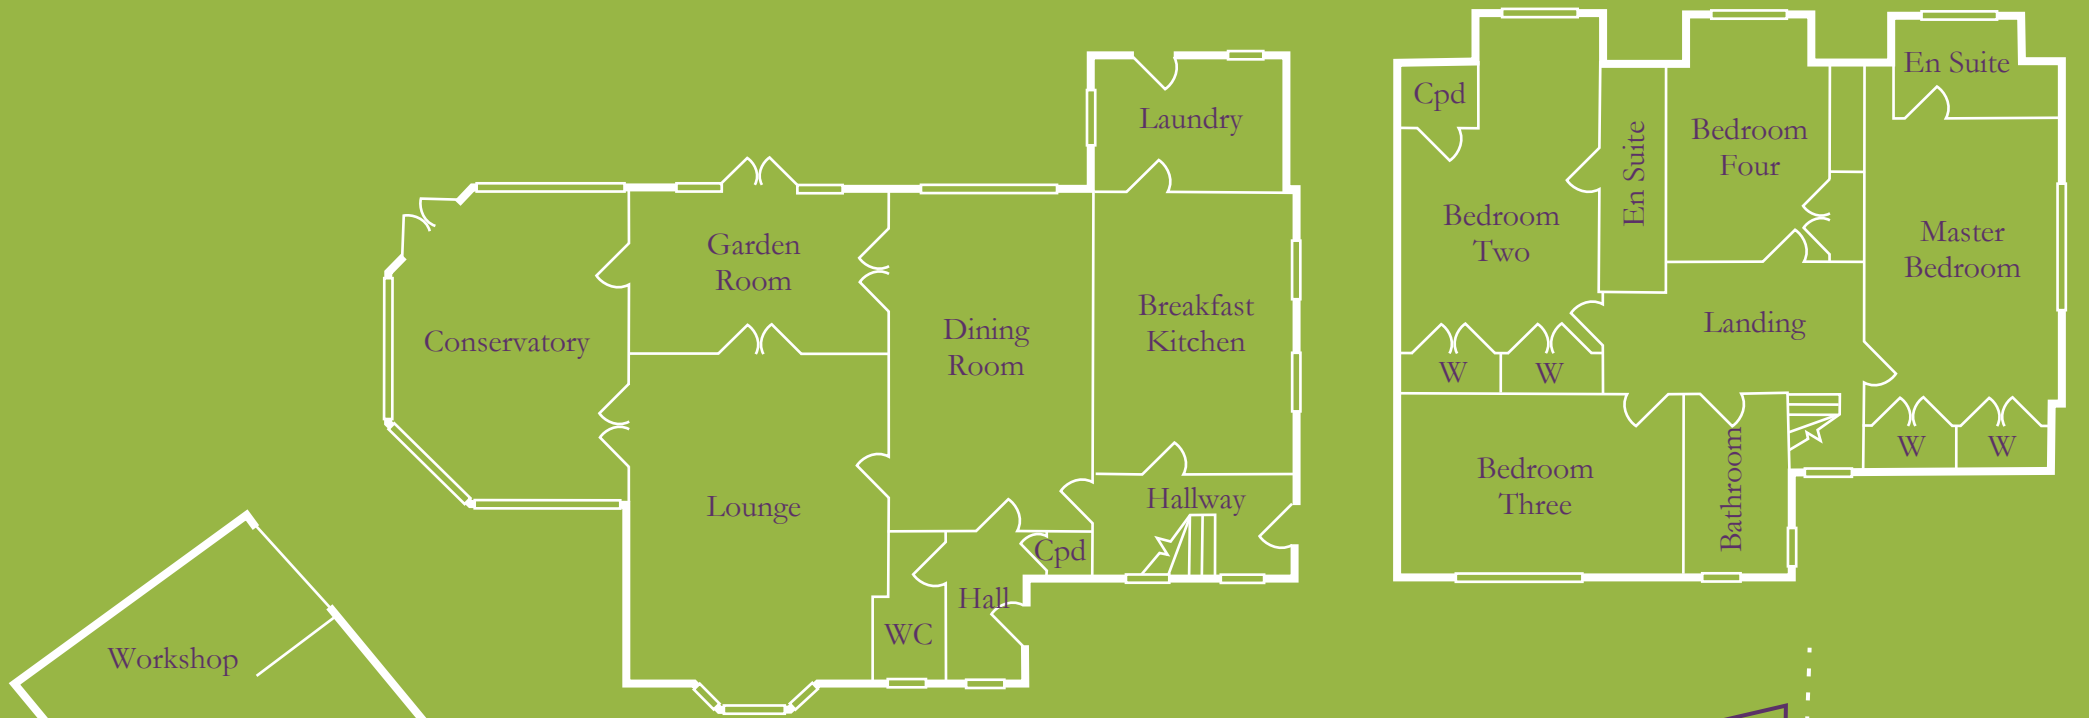 Laundry
Garden
Room
Conservatory
Dining
Room
Breakfast
Kitchen
Lounge
Hallway
Cpd
Hall
WC
Workshop
Cpd
En Suite
Bedroom
Four
En Suite
Bedroom
Two
Master
Bedroom
Landing
W
W
W
W
Bedroom
Three
Bathroom